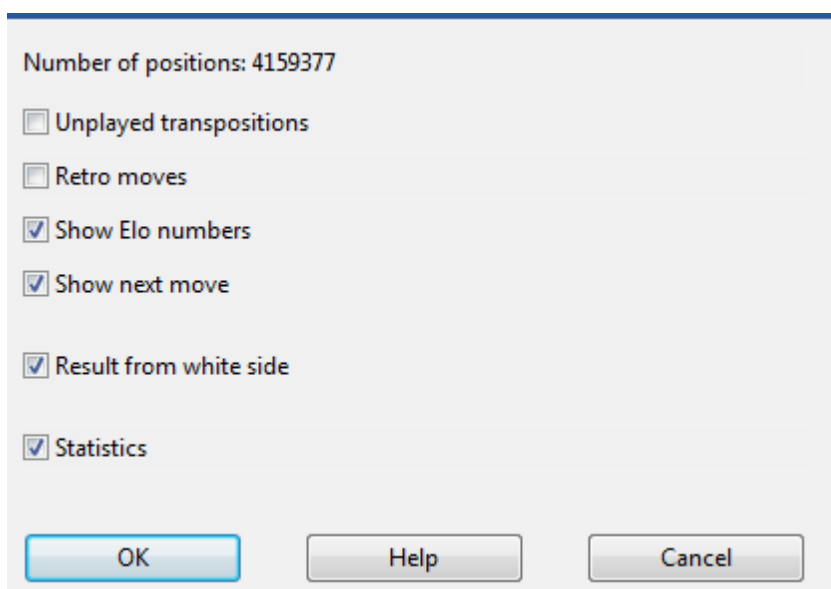 Number of positions: 4159377
Unplayed transpositions
Retro moves
Show Elo numbers
Show next move
Result from white side
Statistics
OK Help Cancel